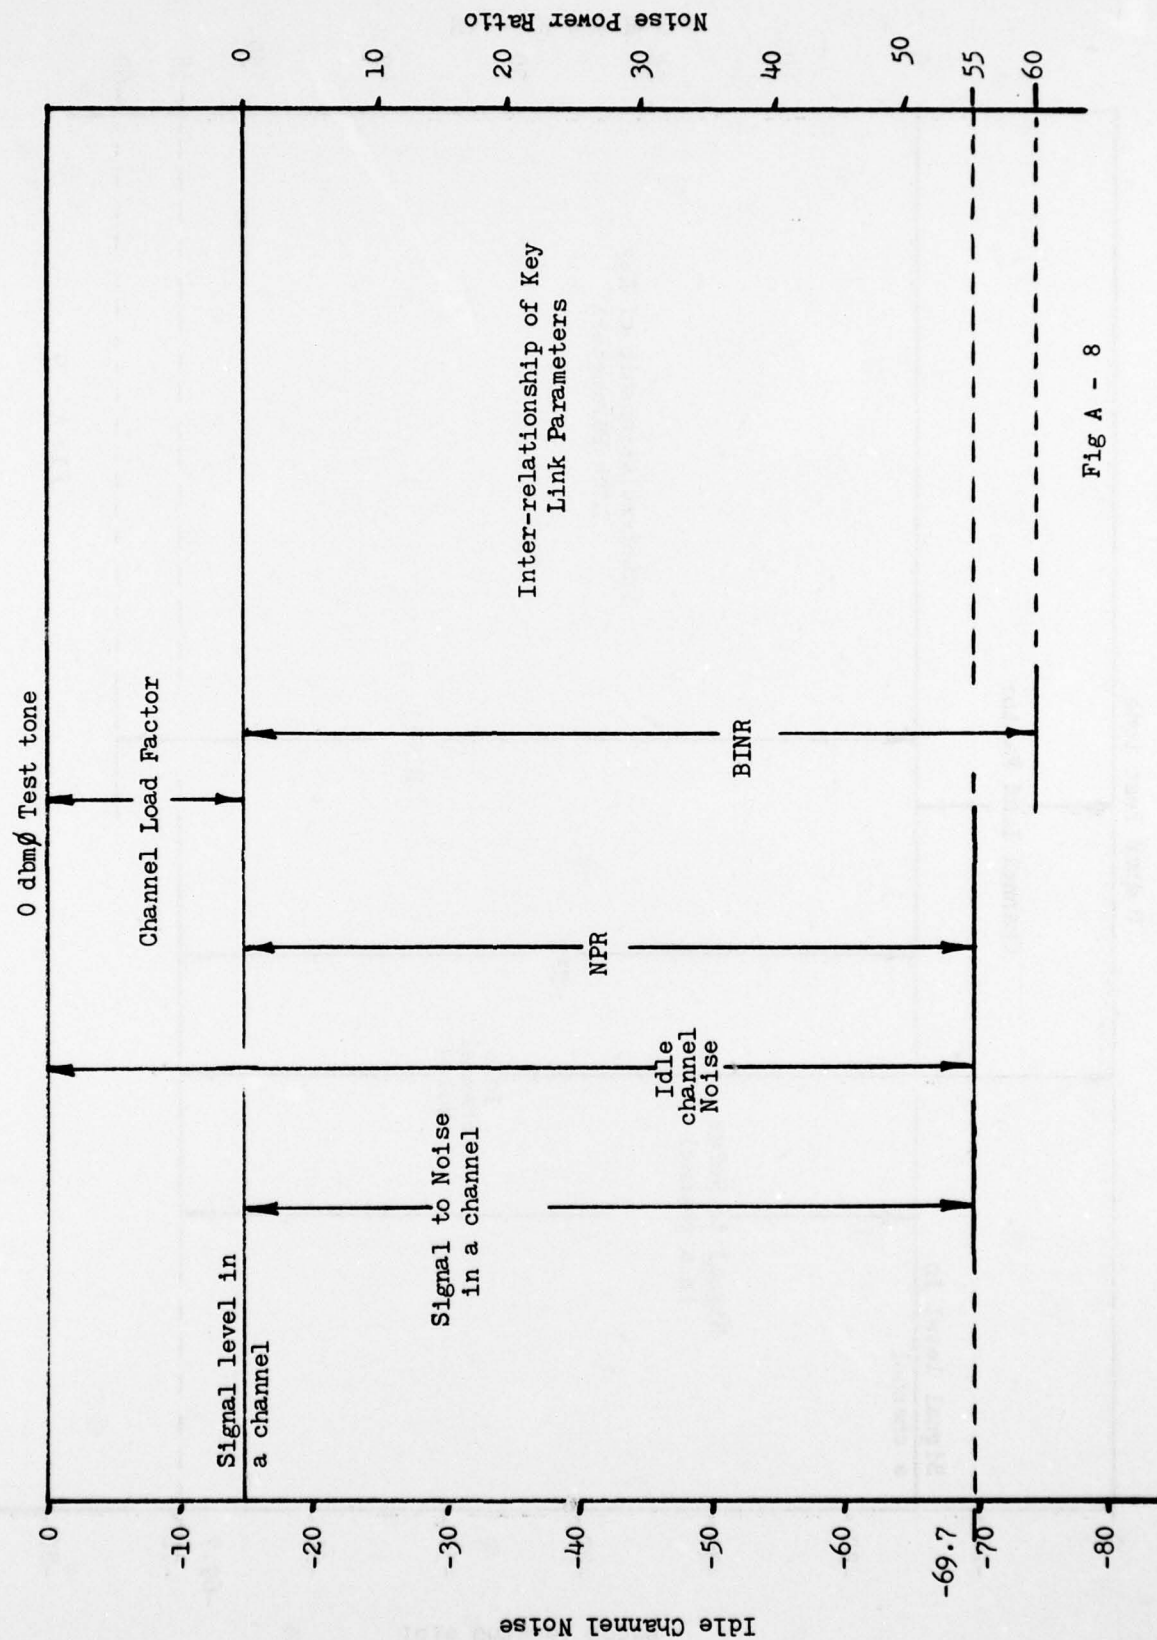 0 dbmø Test tone
Channel Load Factor
Signal level in
a channel
Signal to Noise
in a channel
Idle
channel
Noise
NPR
BINR
Inter-relationship of Key
Link Parameters
Idle Channel Noise
0
-10
-20
-30
-40
-50
-60
-69.7
-70
-80
Noise Power Ratio
0
10
20
30
40
50
55
60
Fig A - 8